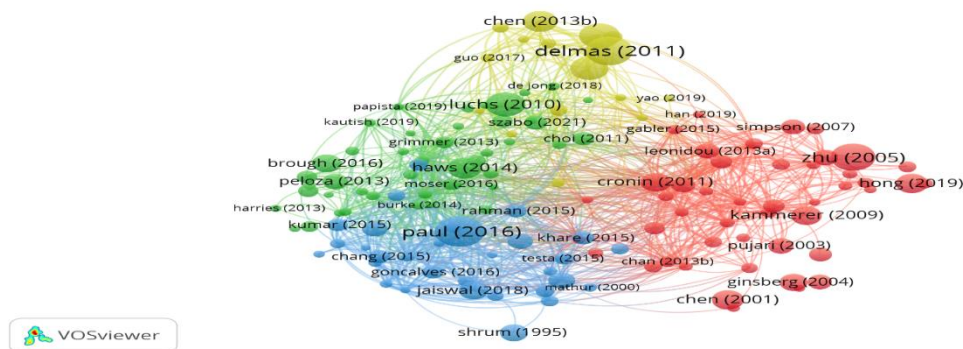 chen (2013b)
delmas (2011)
guo (2017)
de jong (2018)
papista (2019)
luchs (2010)
yao (2019)
han (2019)
kautish (2019)
szabo (2021)
gabler (2015)
simpson (2007)
grimmer (2013)
choi (2011)
leonidou (2013a)
brough (2016)
haws (2014)
zhu (2005)
peloza (2013)
moser (2016)
cronin (2011)
hong (2019)
harries (2013)
burke (2014)
rahman (2015)
kammerer (2009)
kumar (2015)
paul (2016)
khare (2015)
pujari (2003)
chang (2015)
testa (2015)
chan (2013b)
goncalves (2016)
jaiswal (2018)
mathur (2000)
ginsberg (2004)
chen (2001)
shrum (1995)
VOSviewer